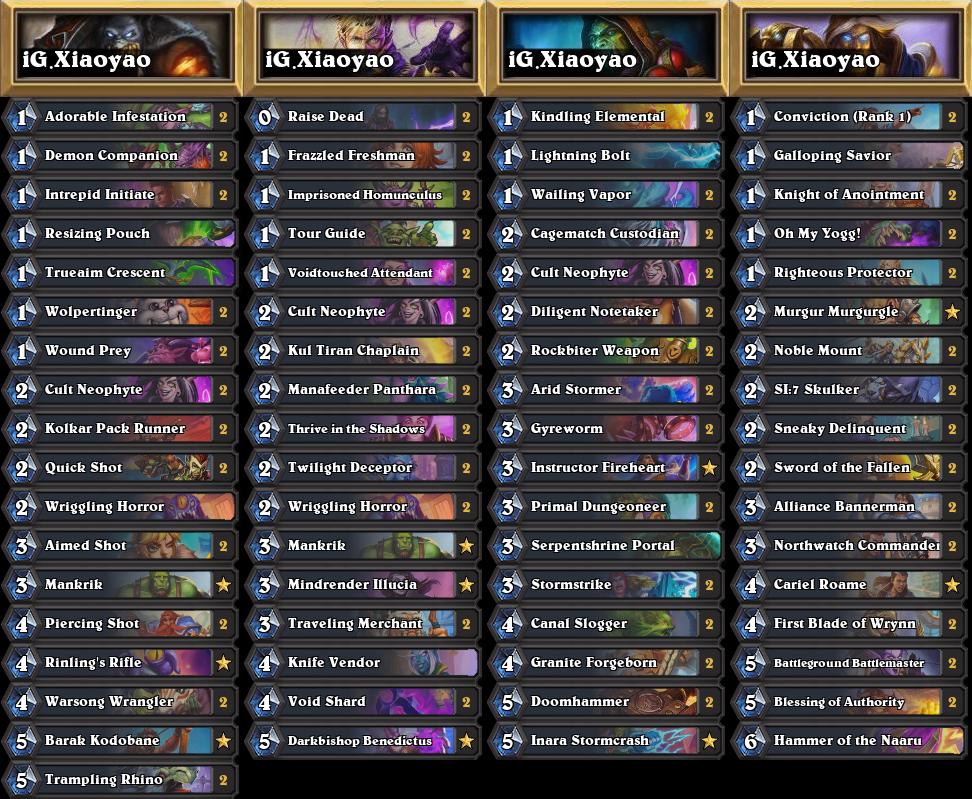 iG.Xiaoyao
1 Adorable Infestation 2
1 Demon Companion 2
1 Intrepid Initiate 2
1 Resizing Pouch
1 Trueaim Crescent
1 Wolpertinger 2
1 Wound Prey 2
2 Cult Neophyte 2
2 Kolkar Pack Runner 2
2 Quick Shot 2
2 Wriggling Horror
3 Aimed Shot 2
3 Mankrik
4 Piercing Shot 2
4 Rinling's Rifle
4 Warsong Wrangler 2
5 Barak Kodobane
5 Trampling Rhino 2
iG.Xiaoyao
0 Raise Dead 2
1 Frazzled Freshman 2
1 Imprisoned Homunculus 2
1 Tour Guide 2
1 Voidtouched Attendant 2
2 Cult Neophyte 2
2 Kul Tiran Chaplain 2
2 Manafeeder Panthara 2
2 Thrive in the Shadows 2
2 Twilight Deceptor 2
2 Wriggling Horror 2
3 Mankrik
3 Mindrender Illucia
3 Traveling Merchant 2
4 Knife Vendor
4 Void Shard 2
5 Darkbishop Benedictus
iG.Xiaoyao
1 Kindling Elemental 2
1 Lightning Bolt
1 Wailing Vapor 2
2 Cagematch Custodian 2
2 Cult Neophyte 2
2 Diligent Notetaker 2
2 Rockbiter Weapon 2
3 Arid Stormer 2
3 Gyreworm 2
3 Instructor Fireheart
3 Primal Dungeoneer 2
3 Serpentshrine Portal
3 Stormstrike 2
4 Canal Slogger 2
4 Granite Forgeborn 2
5 Doomhammer 2
5 Inara Stormcrash
iG.Xiaoyao
1 Conviction (Rank 1) 2
1 Galloping Savior
1 Knight of Anointment 2
1 Oh My Yogg! 2
1 Righteous Protector 2
2 Murgur Murgurgle
2 Noble Mount 2
2 SI:7 Skulker 2
2 Sneaky Delinquent 2
2 Sword of the Fallen 2
3 Alliance Bannerman 2
3 Northwatch Commander 2
4 Cariel Roame
4 First Blade of Wrynn 2
5 Battleground Battlemaster 2
5 Blessing of Authority 2
6 Hammer of the Naaru